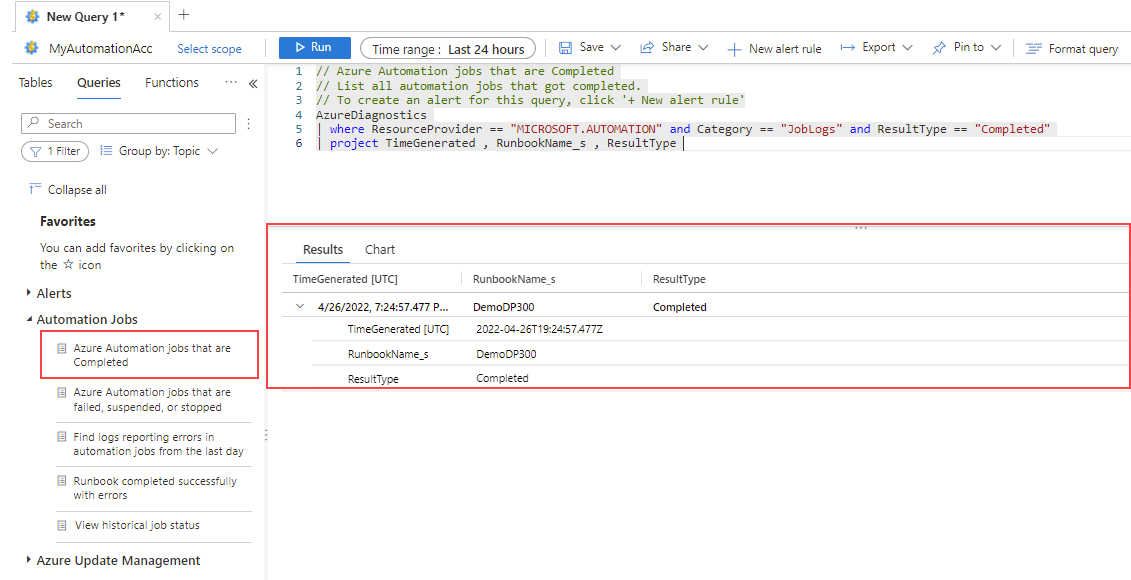 New Query 1*
MyAutomationAcc
Select scope
Run
Time range : Last 24 hours
Save
Share
New alert rule
Export
Pin to
Format query
Tables
Queries
Functions
Search
1 Filter
Group by: Topic
Collapse all
Favorites
You can add favorites by clicking on
the ☆ icon
Alerts
Automation Jobs
Azure Automation jobs that are
Completed
Azure Automation jobs that are
failed, suspended, or stopped
Find logs reporting errors in
automation jobs from the last day
Runbook completed successfully
with errors
View historical job status
Azure Update Management
1 // Azure Automation jobs that are Completed
2 // List all automation jobs that got completed.
3 // To create an alert for this query, click '+ New alert rule'
4 AzureDiagnostics
5 | where ResourceProvider == "MICROSOFT.AUTOMATION" and Category == "JobLogs" and ResultType == "Completed"
6 | project TimeGenerated , RunbookName_s , ResultType
Results
Chart
TimeGenerated [UTC] RunbookName_s ResultType
4/26/2022, 7:24:57.477 P... DemoDP300 Completed
TimeGenerated [UTC] 2022-04-26T19:24:57.477Z
RunbookName_s DemoDP300
ResultType Completed